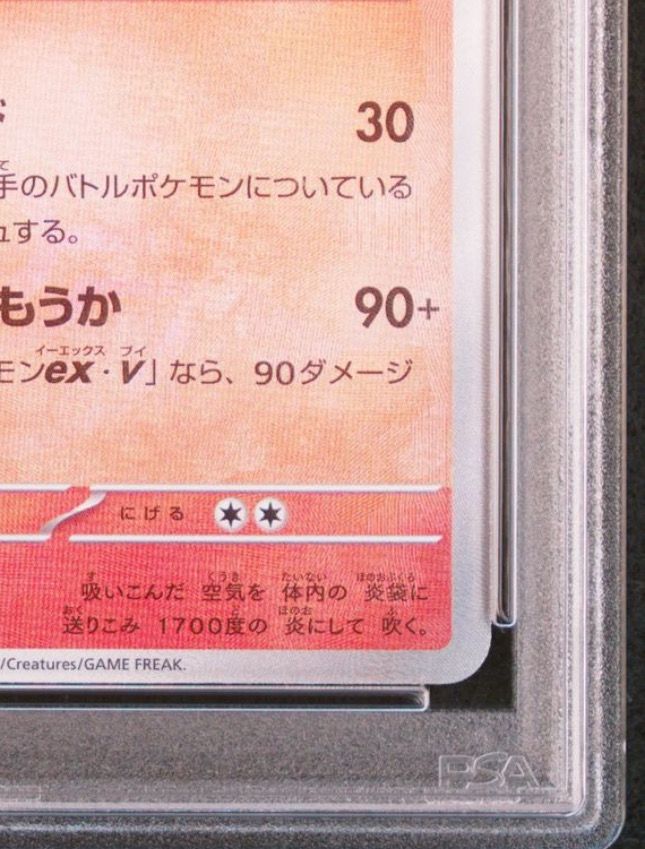 30
て
手のバトルポケモンについている
ュする。
もうか 90+
イーエックス ブイ
モンex・V」なら、90ダメージ
にげる
す くうき たいない ほのおぶくろ
吸いこんだ 空気を 体内の 炎袋に
おく ど ほのお ふ
送りこみ 1700度の 炎にして 吹く。
/Creatures/GAME FREAK.
PSA